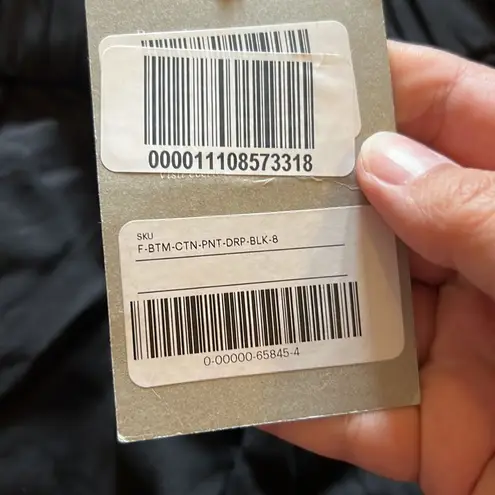 000011108573318
SKU
F-BTM-CTN-PNT-DRP-BLK-8
0-00000-65845-4